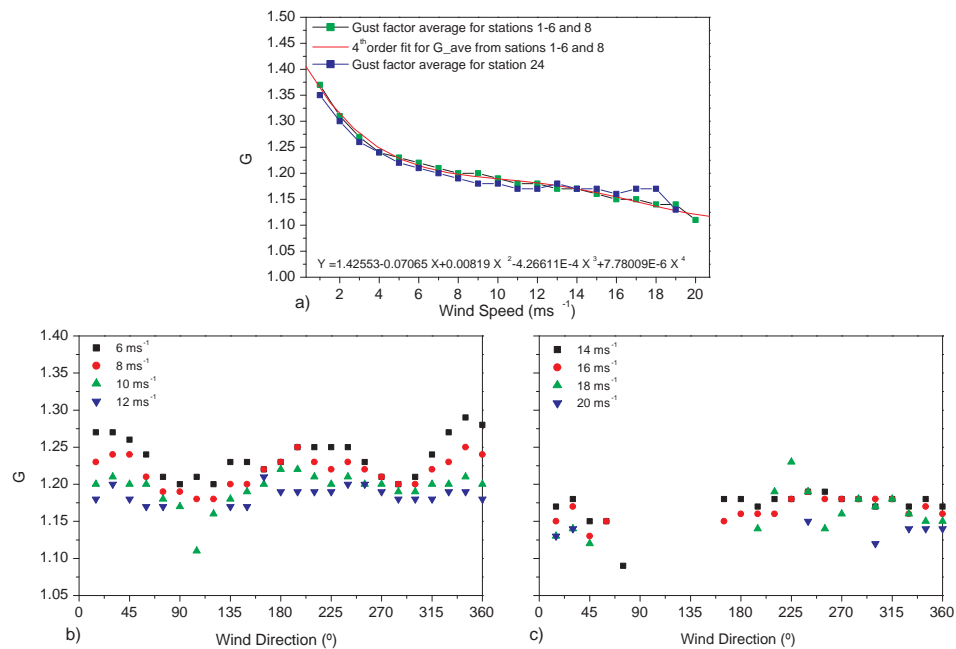 1.50
1.45
1.40
1.35
1.30
1.25
1.20
1.15
1.10
1.05
1.00
G
Gust factor average for stations 1-6 and 8
4th order fit for G_ave from sations 1-6 and 8
Gust factor average for station 24
Y =1.42553-0.07065 X+0.00819 X 2-4.26611E-4 X 3+7.78009E-6 X 4
2 4 6 8 10 12 14 16 18 20
a) Wind Speed (ms-1)
1.40
1.35
1.30
1.25
1.20
1.15
1.10
1.05
G
6 ms-1
8 ms-1
10 ms-1
12 ms-1
0 45 90 135 180 225 270 315 360
b) Wind Direction (º)
14 ms-1
16 ms-1
18 ms-1
20 ms-1
0 45 90 135 180 225 270 315 360
c) Wind Direction (º)